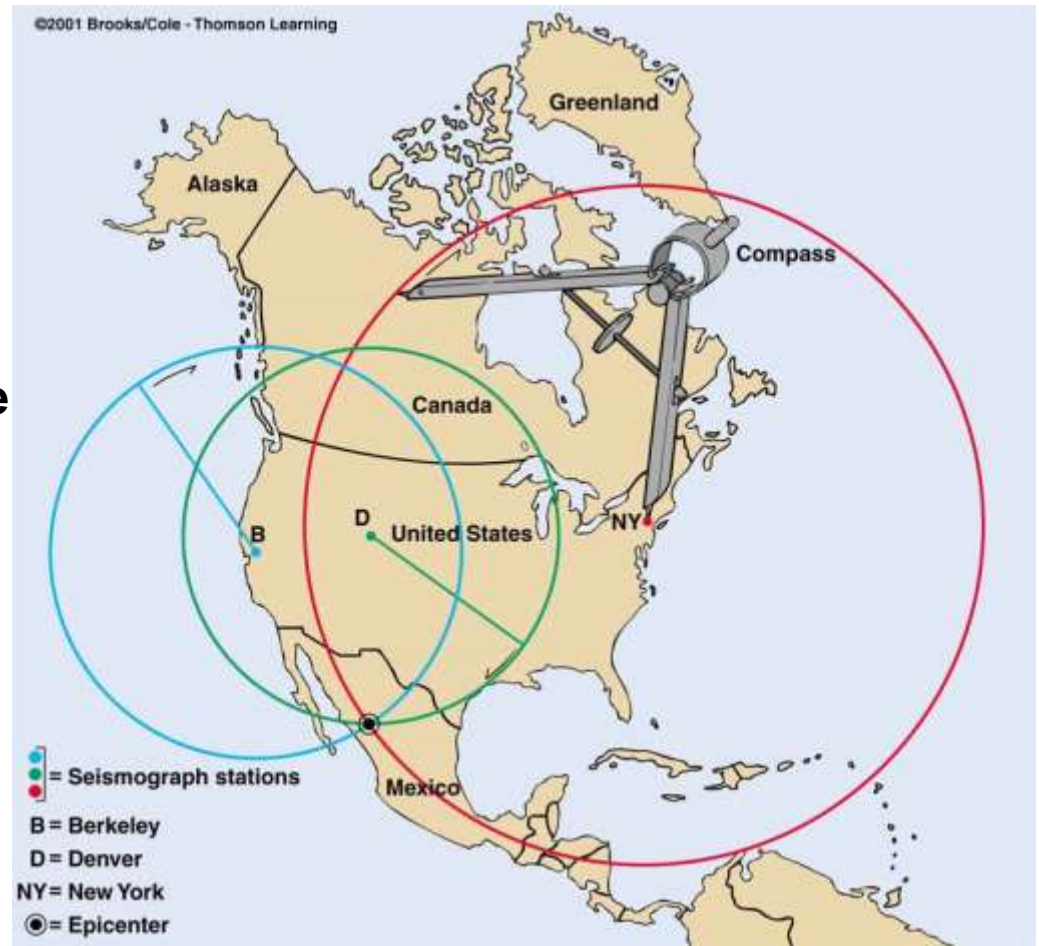 ©2001 Brooks/Cole - Thomson Learning
Greenland
Alaska
Compass
e
Canada
D
United States
NY
B
= Seismograph stations
Mexico
B = Berkeley
D = Denver
NY = New York
= Epicenter